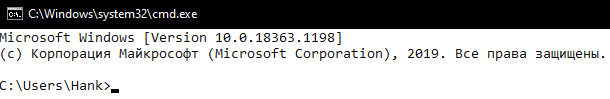 C:\Windows\system32\cmd.exe
Microsoft Windows [Version 10.0.18363.1198]
(c) Корпорация Майкрософт (Microsoft Corporation), 2019. Все права защищены.
C:\Users\Hank>